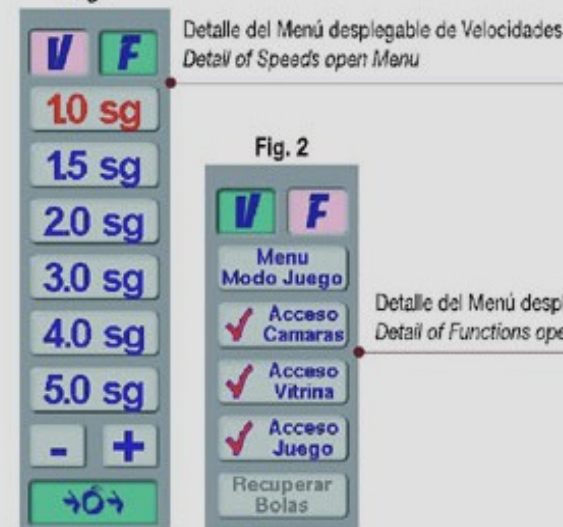 Detalle del Menú desplegable de Velocidades
Detail of Speeds open Menu
V F
1.0 sg
1.5 sg
2.0 sg
3.0 sg
4.0 sg
5.0 sg
- +
Fig. 2
V F
Menu
Modo Juego
Acceso
Camaras
Acceso
Vitrina
Acceso
Juego
Recuperar
Bolas
Detalle del Menú
Detail of Functions